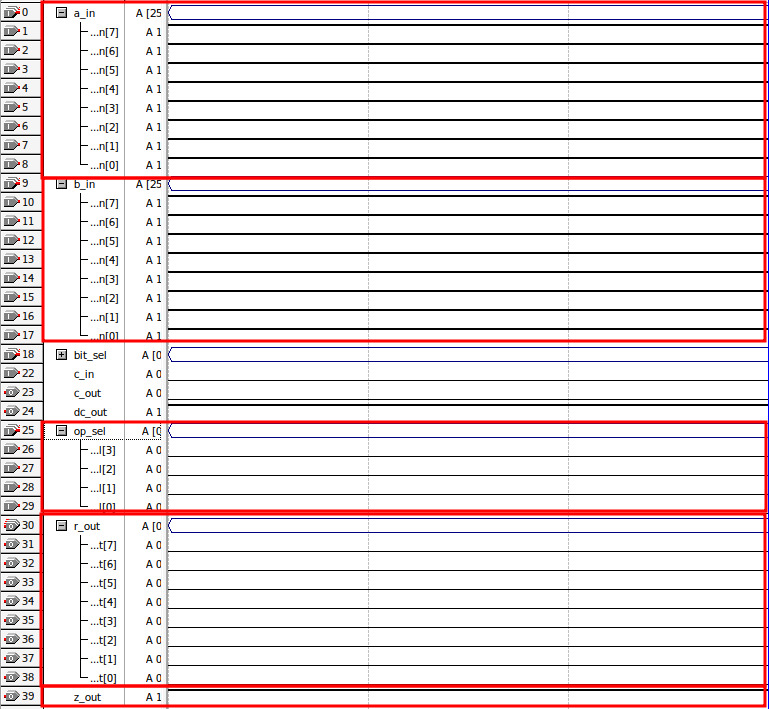 0 a_in A [25
1 ...n[7] A 1
2 ...n[6] A 1
3 ...n[5] A 1
4 ...n[4] A 1
5 ...n[3] A 1
6 ...n[2] A 1
7 ...n[1] A 1
8 ...n[0] A 1
9 b_in A [25
10 ...n[7] A 1
11 ...n[6] A 1
12 ...n[5] A 1
13 ...n[4] A 1
14 ...n[3] A 1
15 ...n[2] A 1
16 ...n[1] A 1
17 ...n[0] A 1
18 bit_sel A [0
22 c_in A 0
23 c_out A 0
24 dc_out A 1
25 op_sel A [0
26 ...l[3] A 0
27 ...l[2] A 0
28 ...l[1] A 0
29 ...l[0] A 0
30 r_out A [0
31 ...t[7] A 0
32 ...t[6] A 0
33 ...t[5] A 0
34 ...t[4] A 0
35 ...t[3] A 0
36 ...t[2] A 0
37 ...t[1] A 0
38 ...t[0] A 0
39 z_out A 1